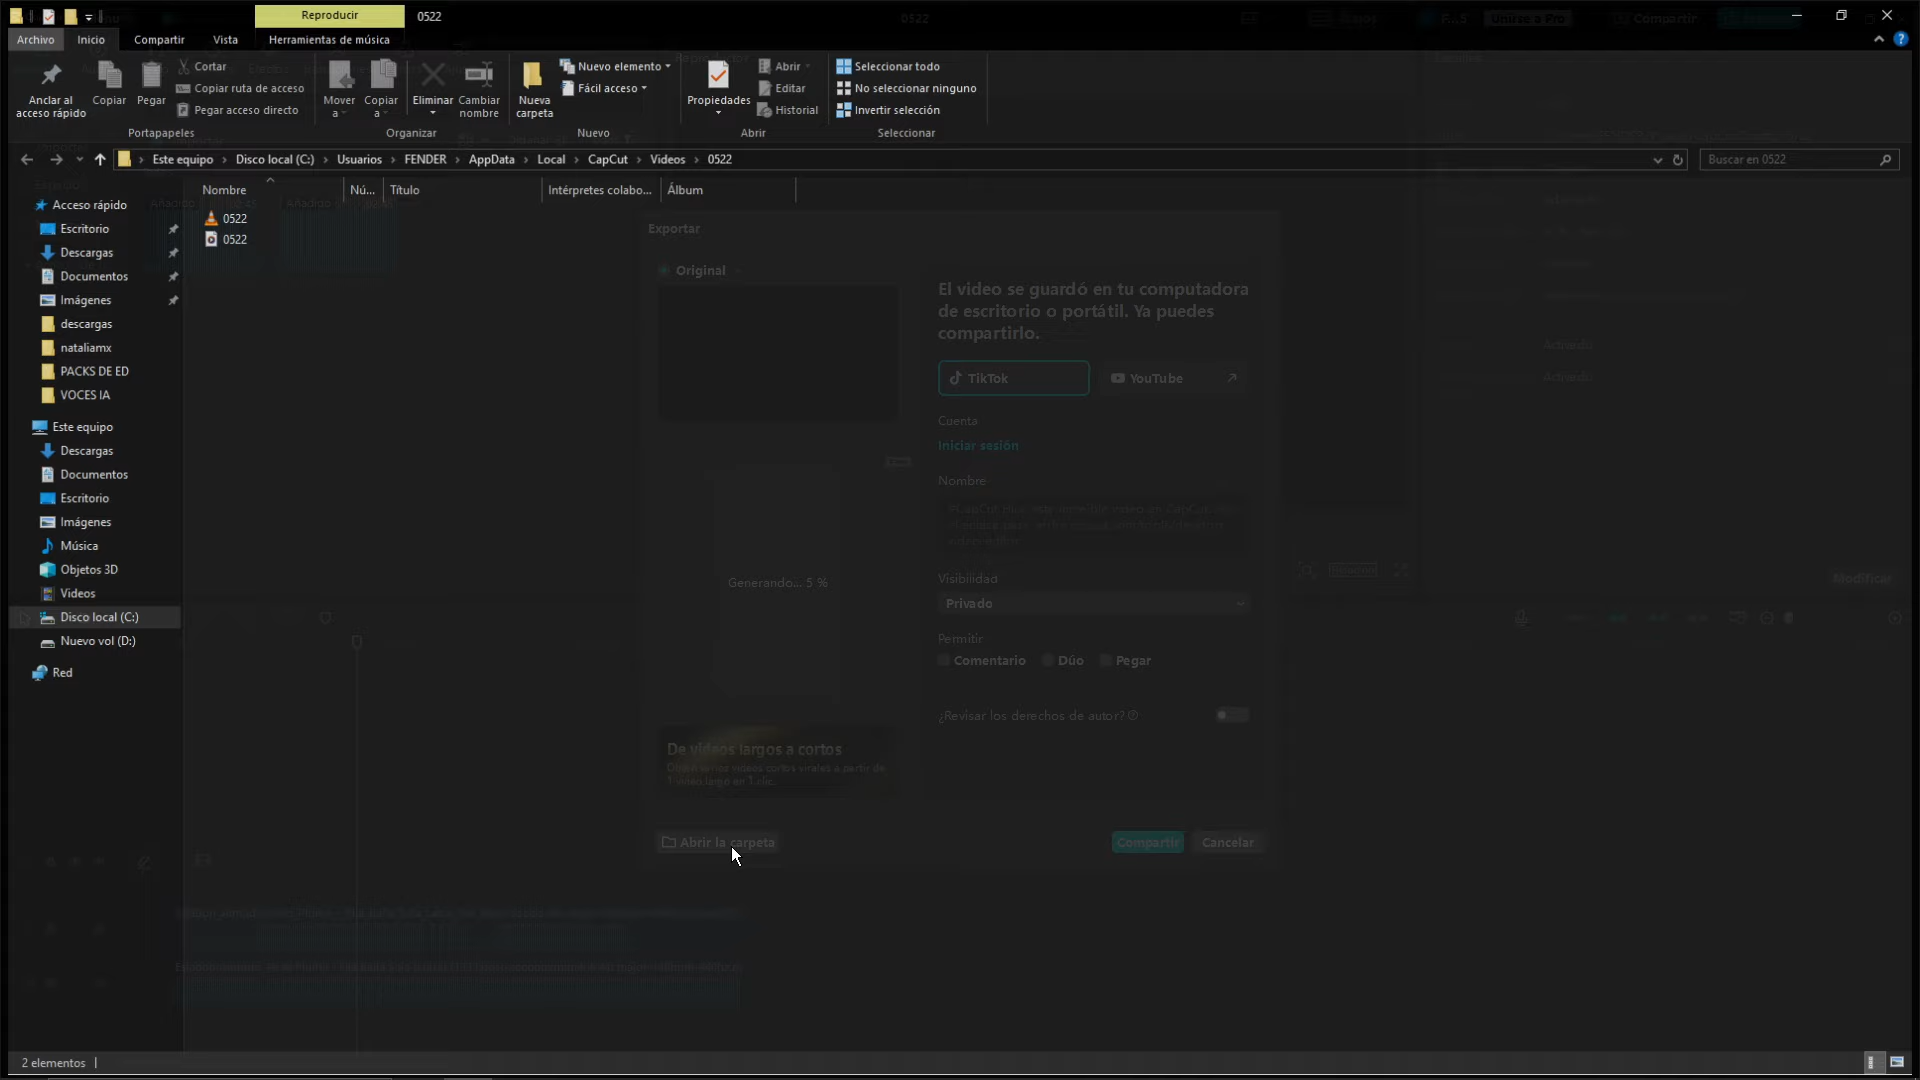 Reproducir
0522
Archivo
Inicio
Compartir
Vista
Herramientas de música
Anclar al
acceso rápido
Copiar
Pegar
Cortar
Copiar ruta de acceso
Pegar acceso directo
Portapapeles
Mover
a
Copiar
a
Eliminar
Cambiar
nombre
Organizar
Nueva
carpeta
Nuevo elemento
Fácil acceso
Nuevo
Propiedades
Abrir
Editar
Historial
Abrir
Seleccionar todo
No seleccionar ninguno
Invertir selección
Seleccionar
Este equipo
Disco local (C:)
Usuarios
FENDER
AppData
Local
CapCut
Videos
0522
Buscar en 0522
Nombre
Nú...
Título
Intérpretes colabo...
Álbum
0522
0522
Acceso rápido
Escritorio
Descargas
Documentos
Imágenes
descargas
nataliamx
PACKS DE ED
VOCES IA
Este equipo
Descargas
Documentos
Escritorio
Imágenes
Música
Objetos 3D
Videos
Disco local (C:)
Nuevo vol (D:)
Red
Exportar
Original
Generando... 5 %
De videos largos a cortos
El video se guardó en tu computadora
de escritorio o portátil. Ya puedes
compartirlo.
TikTok
YouTube
Cuenta
Iniciar sesión
Nombre
Visibilidad
Privado
Permitir
Comentario
Dúo
Pegar
¿Revisar los derechos de autor?
Abrir la carpeta
Compartir
Cancelar
0522
Unirse a Pro
Compartir
Modificar
2 elementos